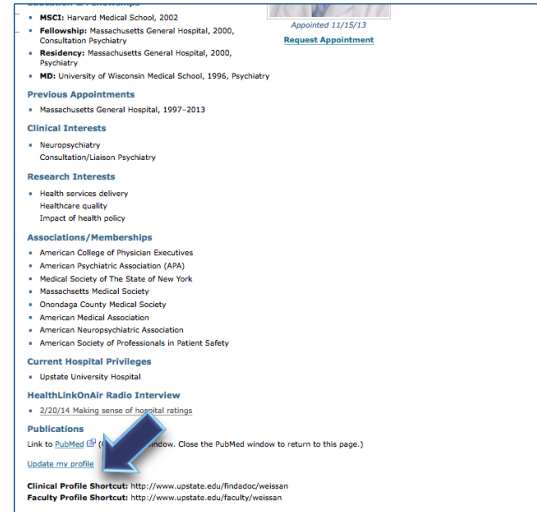 MSCI: Harvard Medical School, 2002
Fellowship: Massachusetts General Hospital, 2000,
Consultation Psychiatry
Residency: Massachusetts General Hospital, 2000,
Psychiatry
MD: University of Wisconsin Medical School, 1996, Psychiatry
Appointed 11/15/13
Request Appointment
Previous Appointments
Massachusetts General Hospital, 1997–2013
Clinical Interests
Neuropsychiatry
Consultation/Liaison Psychiatry
Research Interests
Health services delivery
Healthcare quality
Impact of health policy
Associations/Memberships
American College of Physician Executives
American Psychiatric Association (APA)
Medical Society of The State of New York
Massachsetts Medical Society
Onondaga County Medical Society
American Medical Association
American Neuropsychiatric Association
American Society of Professionals in Patient Safety
Current Hospital Privileges
Upstate University Hospital
HealthLinkOnAir Radio Interview
2/20/14 Making sense of hospital ratings
Publications
Link to PubMed window. Close the PubMed window to return to this page.)
Update my profile
Clinical Profile Shortcut: http://www.upstate.edu/findadoc/weissan
Faculty Profile Shortcut: http://www.upstate.edu/faculty/weissan